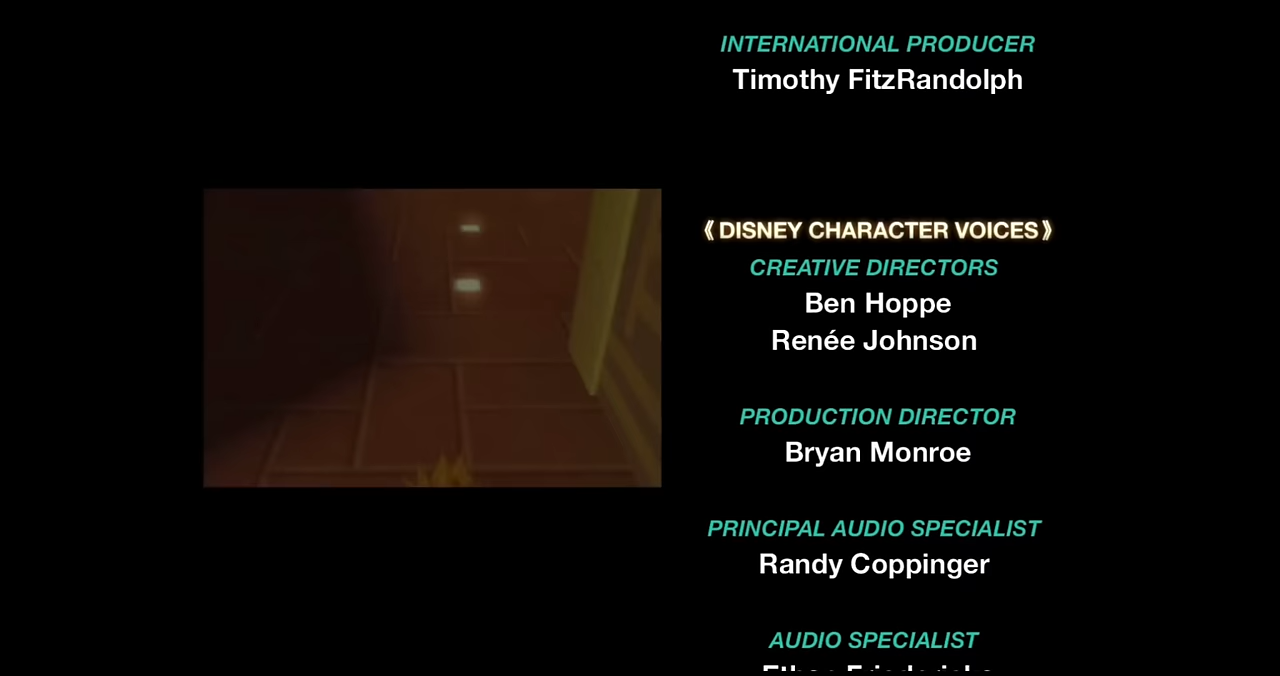 INTERNATIONAL PRODUCER
Timothy FitzRandolph
《DISNEY CHARACTER VOICES》
CREATIVE DIRECTORS
Ben Hoppe
Renée Johnson
PRODUCTION DIRECTOR
Bryan Monroe
PRINCIPAL AUDIO SPECIALIST
Randy Coppinger
AUDIO SPECIALIST